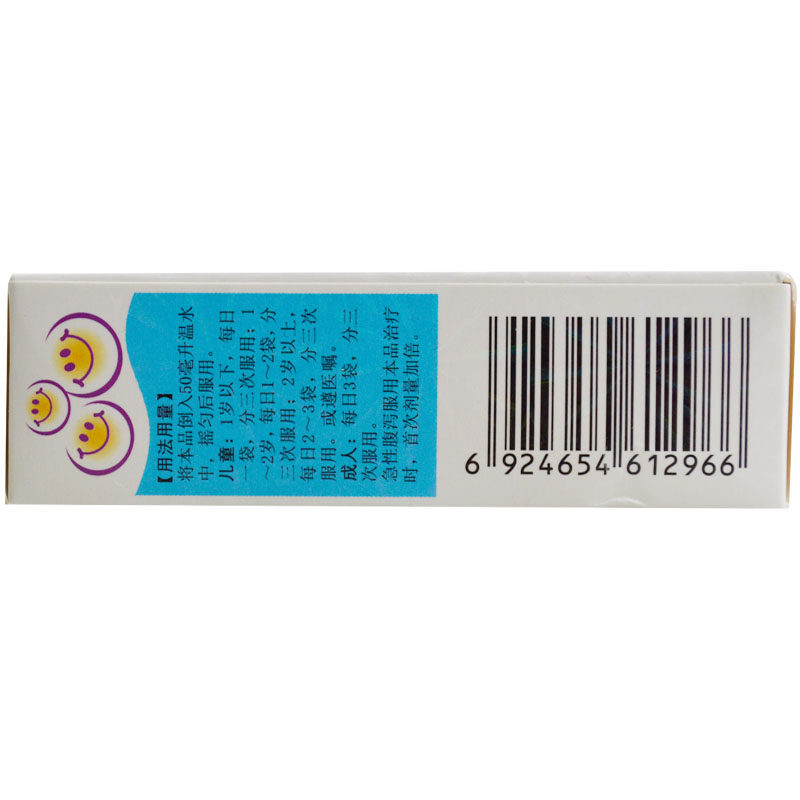 【用法用量】
将本品倒入50毫升温水
中，摇匀后服用。
儿童：1岁以下，每日
一袋，分三次服用；1
～2岁，每日1～2袋，分
三次服用；2岁以上，
每日2～3袋，分三次
服用。或遵医嘱。
成人：每日3袋，分三
次服用。
急性腹泻服用本品治疗
时，首次剂量加倍。
6 924654 612966